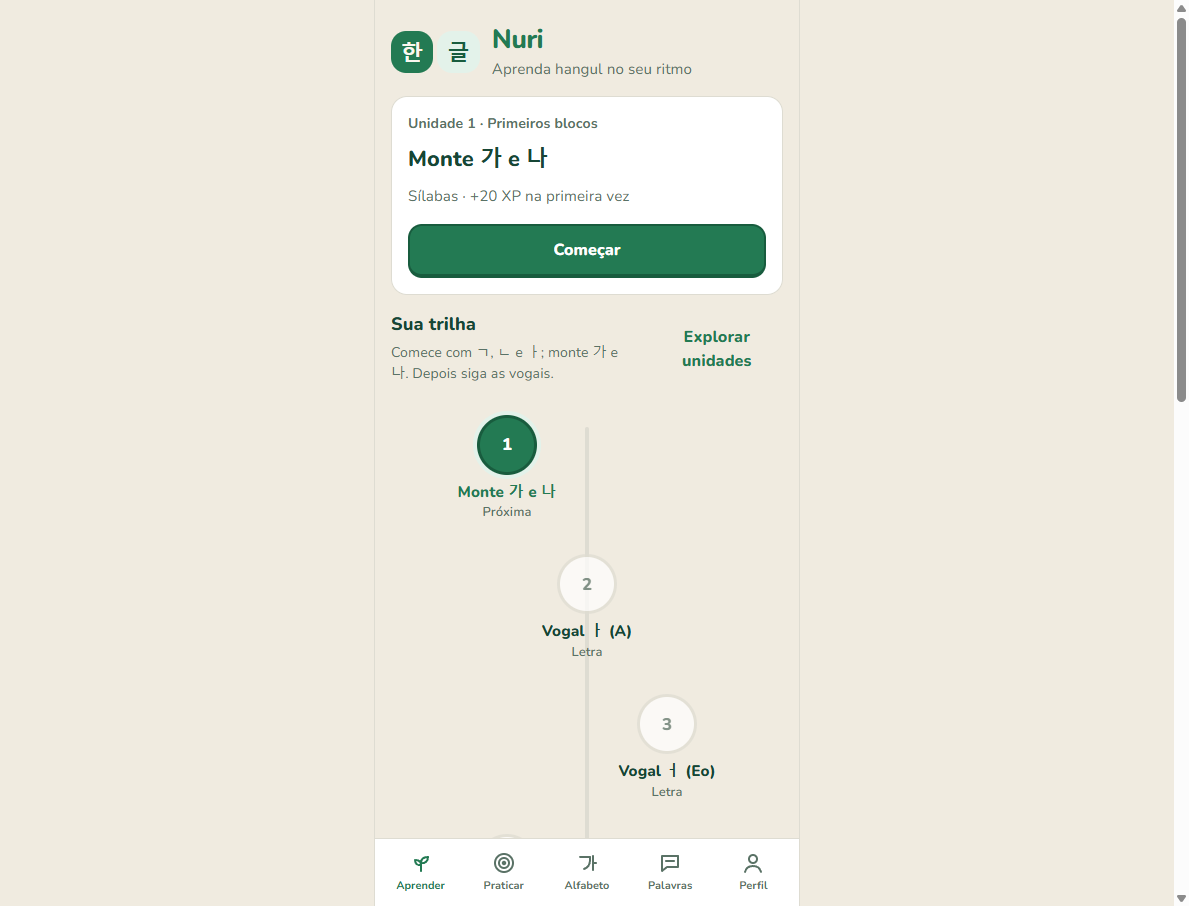 한 글
Nuri
Aprenda hangul no seu ritmo
Unidade 1 · Primeiros blocos
Monte 가 e 나
Sílabas · +20 XP na primeira vez
Começar
Sua trilha
Comece com ㄱ, ㄴ e ㅏ; monte 가 e
나. Depois siga as vogais.
Explorar
unidades
1
Monte 가 e 나
Próxima
2
Vogal ㅏ (A)
Letra
3
Vogal ㅓ (Eo)
Letra
Aprender
Praticar
가
Alfabeto
Palavras
Perfil